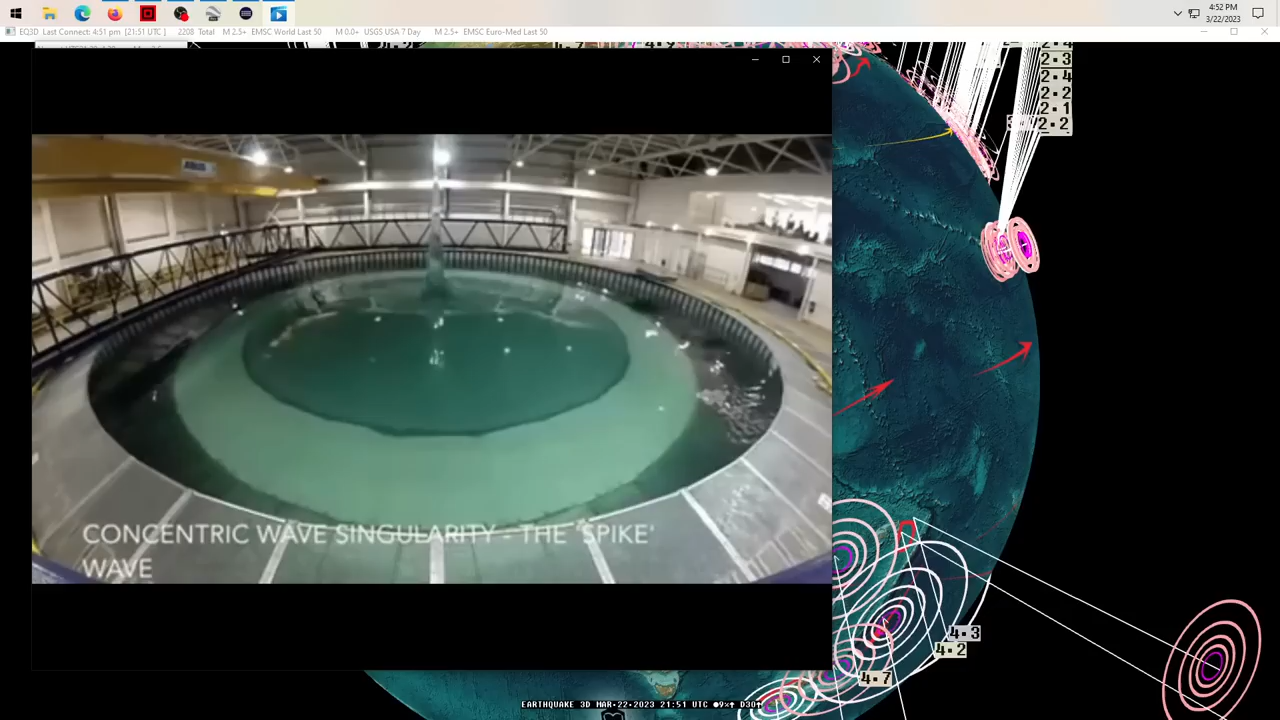 4:52 PM
3/22/2023
EQ3D Last Connect: 4:51 pm [21:51 UTC ] 2208 Total M 2.5+ EMSC World Last 50 M 0.0+ USGS USA 7 Day M 2.5+ EMSC Euro-Med Last 50
2.4
2.3
2.4
2.2
2.1
2.2
CONCENTRIC WAVE SINGULARITY - THE 'SPIKE'
WAVE
4.3
4.2
4.7
EARTHQUAKE 3D MAR-22-2023 21:51 UTC